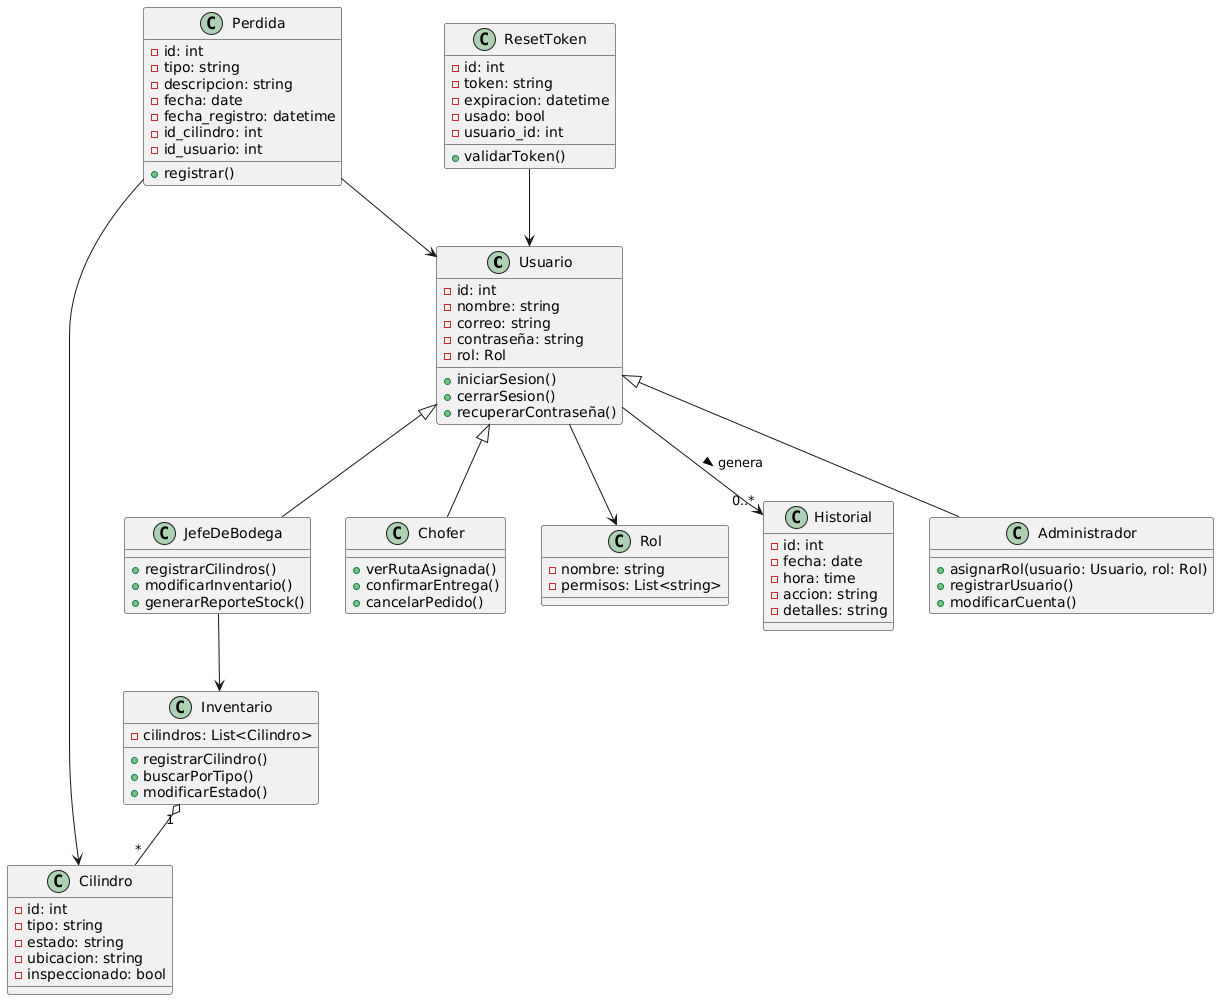 Perdida
id: int
tipo: string
descripcion: string
fecha: date
fecha_registro: datetime
id_cilindro: int
id_usuario: int
registrar()
ResetToken
id: int
token: string
expiracion: datetime
usado: bool
usuario_id: int
validarToken()
Usuario
id: int
nombre: string
correo: string
contraseña: string
rol: Rol
iniciarSesion()
cerrarSesion()
recuperarContraseña()
genera
0..*
JefeDeBodega
registrarCilindros()
modificarInventario()
generarReporteStock()
Chofer
verRutaAsignada()
confirmarEntrega()
cancelarPedido()
Rol
nombre: string
permisos: List<string>
Historial
id: int
fecha: date
hora: time
accion: string
detalles: string
Administrador
asignarRol(usuario: Usuario, rol: Rol)
registrarUsuario()
modificarCuenta()
Inventario
cilindros: List<Cilindro>
registrarCilindro()
buscarPorTipo()
modificarEstado()
1
*
Cilindro
id: int
tipo: string
estado: string
ubicacion: string
inspeccionado: bool